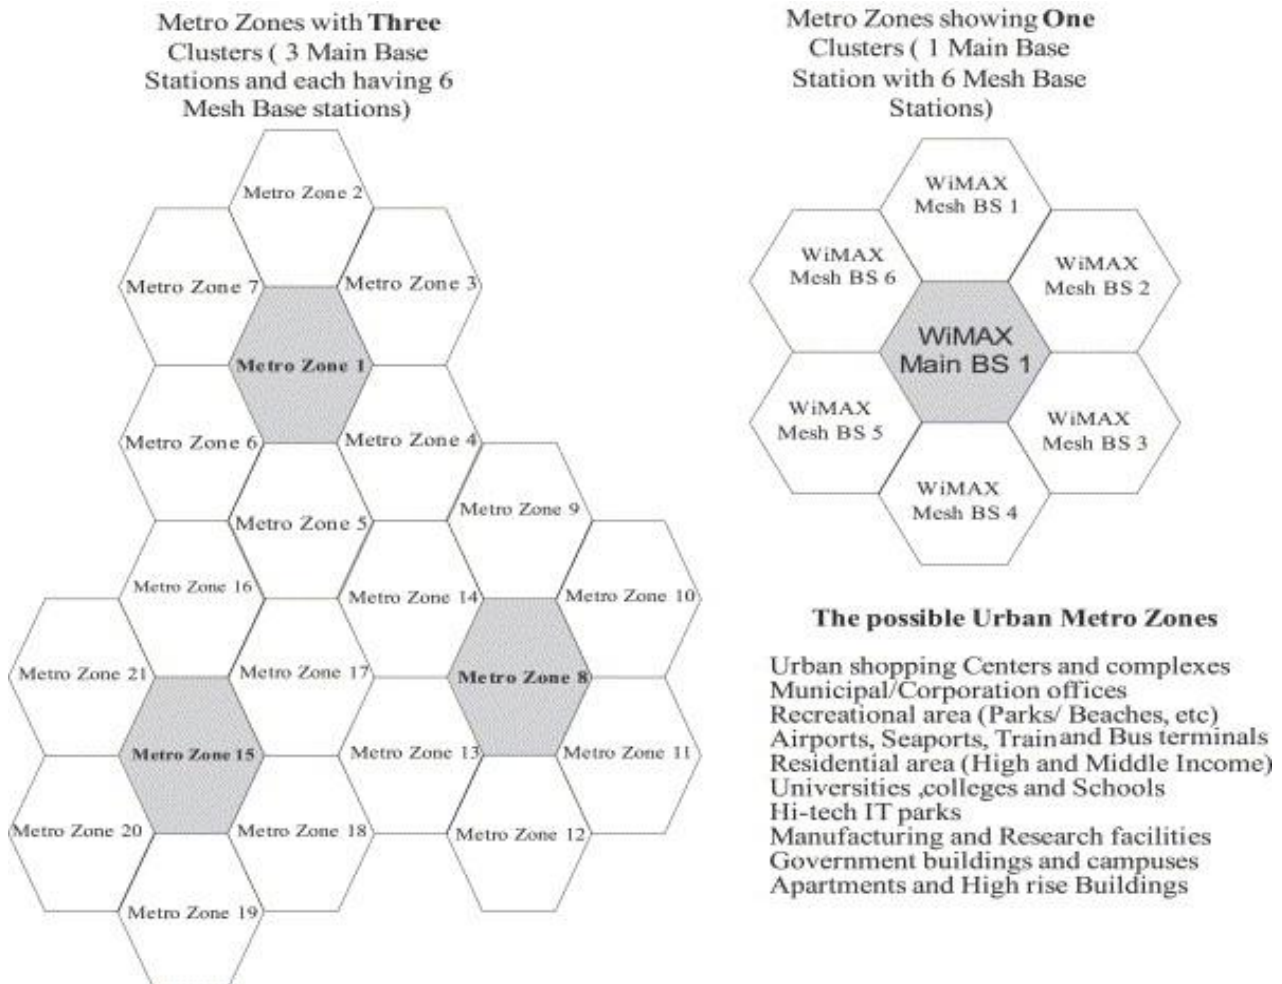 Metro Zones with Three
Clusters ( 3 Main Base
Stations and each having 6
Mesh Base stations)
Metro Zone 2
Metro Zone 7
Metro Zone 3
Metro Zone 1
Metro Zone 6
Metro Zone 4
Metro Zone 5
Metro Zone 9
Metro Zone 16
Metro Zone 14
Metro Zone 10
Metro Zone 21
Metro Zone 17
Metro Zone 8
Metro Zone 15
Metro Zone 13
Metro Zone 11
Metro Zone 20
Metro Zone 18
Metro Zone 12
Metro Zone 19
Metro Zones showing One
Clusters ( 1 Main Base
Station with 6 Mesh Base
Stations)
WiMAX
Mesh BS 1
WiMAX
Mesh BS 6
WiMAX
Mesh BS 2
WiMAX
Main BS 1
WiMAX
Mesh BS 5
WiMAX
Mesh BS 3
WiMAX
Mesh BS 4
The possible Urban Metro Zones
Urban shopping Centers and complexes
Municipal/Corporation offices
Recreational area (Parks/ Beaches, etc)
Airports, Seaports, Train and Bus terminals
Residential area (High and Middle Income)
Universities ,colleges and Schools
Hi-tech IT parks
Manufacturing and Research facilities
Government buildings and campuses
Apartments and High rise Buildings